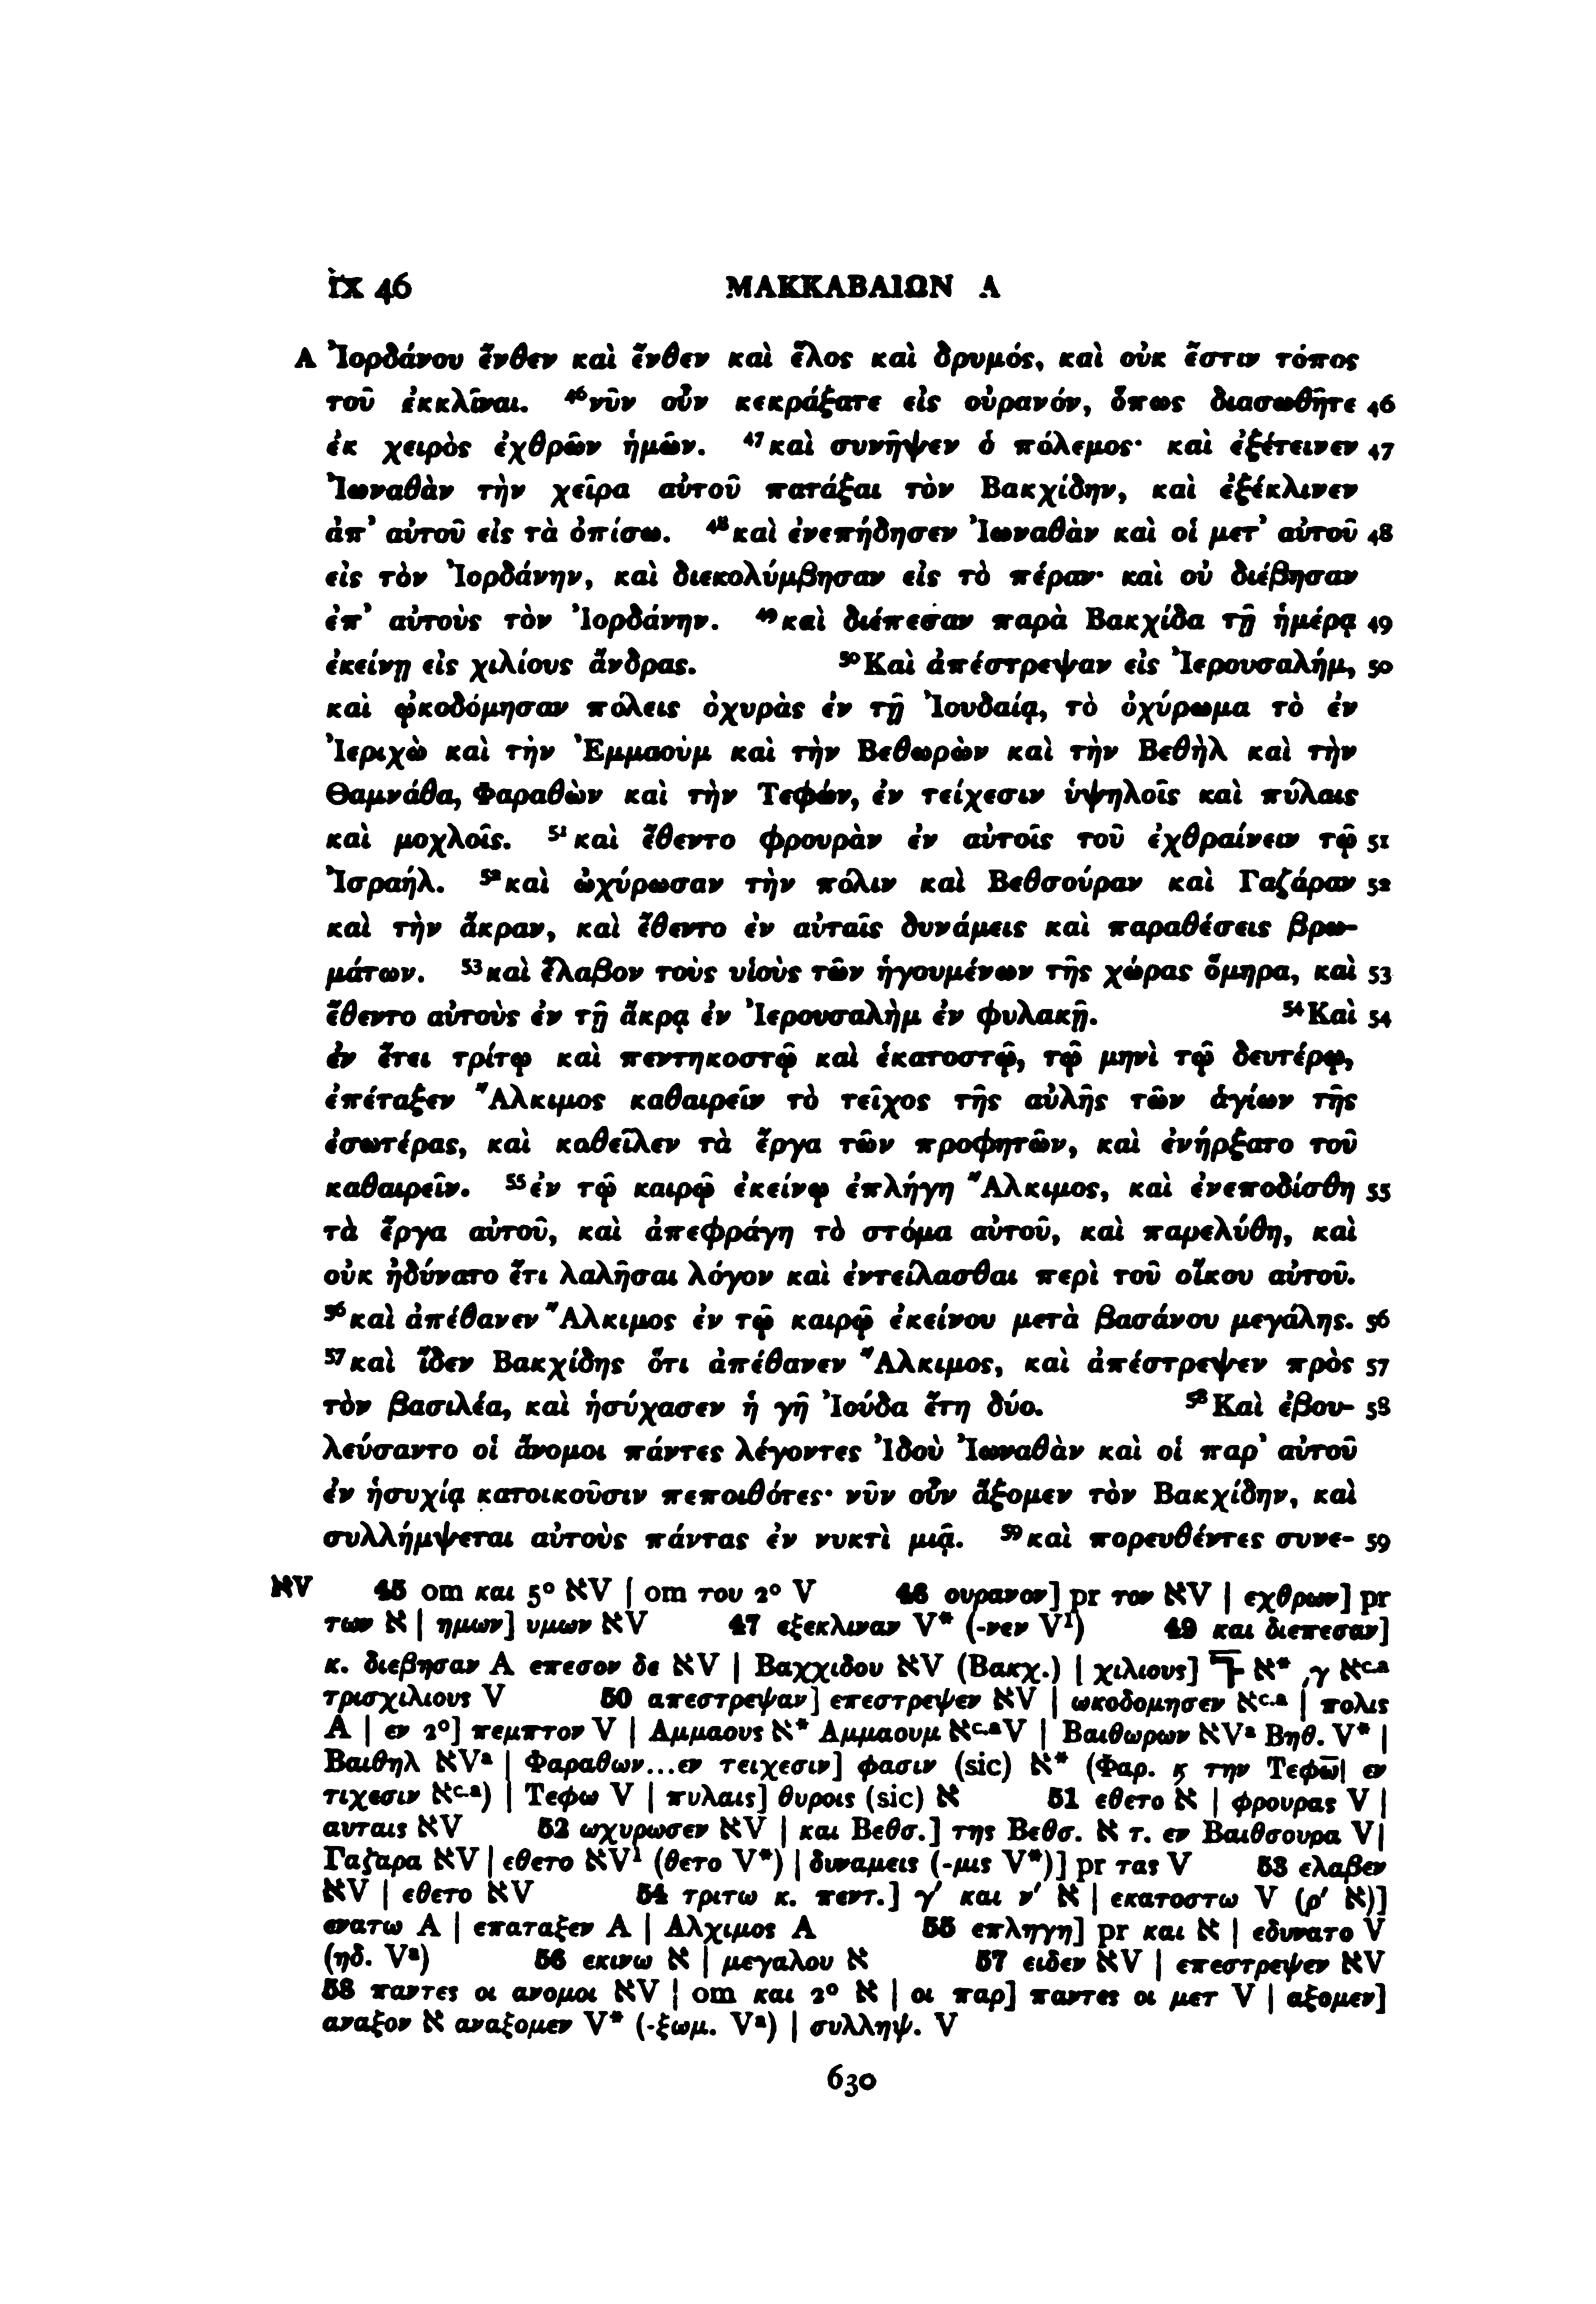 ΙΧ 46 ΜΑΚΚΑΒΑΙΩΝ Α
A Ἰορδάνου ἔνθεν καὶ ἔνθεν καὶ ἕλος καὶ δρυμός, καὶ οὐκ ἔστιν τόπος
τοῦ ἐκκλῖναι. ⁴⁶νῦν οὖν κεκράξατε εἰς οὐρανόν, ὅπως διασωθῆτε 46
ἐκ χειρὸς ἐχθρῶν ἡμῶν. ⁴⁷καὶ συνῆψεν ὁ πόλεμος· καὶ ἐξέτεινεν 47
Ἰωναθὰν τὴν χεῖρα αὐτοῦ πατάξαι τὸν Βακχίδην, καὶ ἐξέκλινεν
ἀπ᾽ αὐτοῦ εἰς τὰ ὀπίσω. ⁴⁸καὶ ἐνεπήδησεν Ἰωναθὰν καὶ οἱ μετ᾽ αὐτοῦ 48
εἰς τὸν Ἰορδάνην, καὶ διεκολύμβησαν εἰς τὸ πέραν· καὶ οὐ διέβησαν
ἐπ᾽ αὐτοὺς τὸν Ἰορδάνην. ⁴⁹καὶ διέπεσαν παρὰ Βακχίδα τῇ ἡμέρᾳ 49
ἐκείνῃ εἰς χιλίους ἄνδρας. ⁵⁰Καὶ ἀπέστρεψαν εἰς Ἰερουσαλήμ, 50
καὶ ᾠκοδόμησαν πόλεις ὀχυρὰς ἐν τῇ Ἰουδαίᾳ, τὸ ὀχύρωμα τὸ ἐν
Ἰεριχὼ καὶ τὴν Ἐμμαοὺμ καὶ τὴν Βεθωρὼν καὶ τὴν Βεθὴλ καὶ τὴν
Θαμνάθα, Φαραθὼν καὶ τὴν Τεφών, ἐν τείχεσιν ὑψηλοῖς καὶ πύλαις
καὶ μοχλοῖς. ⁵¹καὶ ἔθεντο φρουρὰν ἐν αὐτοῖς τοῦ ἐχθραίνειν τῷ 51
Ἰσραήλ. ⁵²καὶ ὠχύρωσαν τὴν πόλιν καὶ Βεθσούραν καὶ Γαζάραν 52
καὶ τὴν ἄκραν, καὶ ἔθεντο ἐν αὐταῖς δυνάμεις καὶ παραθέσεις βρω-
μάτων. ⁵³καὶ ἔλαβον τοὺς υἱοὺς τῶν ἡγουμένων τῆς χώρας ὅμηρα, καὶ 53
ἔθεντο αὐτοὺς ἐν τῇ ἄκρᾳ ἐν Ἰερουσαλὴμ ἐν φυλακῇ. ⁵⁴Καὶ 54
ἐν ἔτει τρίτῳ καὶ πεντηκοστῷ καὶ ἑκατοστῷ, τῷ μηνὶ τῷ δευτέρῳ,
ἐπέταξεν Ἄλκιμος καθαιρεῖν τὸ τεῖχος τῆς αὐλῆς τῶν ἁγίων τῆς
ἐσωτέρας, καὶ καθεῖλεν τὰ ἔργα τῶν προφητῶν, καὶ ἐνήρξατο τοῦ
καθαιρεῖν. ⁵⁵ἐν τῷ καιρῷ ἐκείνῳ ἐπλήγη Ἄλκιμος, καὶ ἐνεποδίσθη 55
τὰ ἔργα αὐτοῦ, καὶ ἀπεφράγη τὸ στόμα αὐτοῦ, καὶ παρελύθη, καὶ
οὐκ ἠδύνατο ἔτι λαλῆσαι λόγον καὶ ἐντείλασθαι περὶ τοῦ οἴκου αὐτοῦ.
⁵⁶καὶ ἀπέθανεν Ἄλκιμος ἐν τῷ καιρῷ ἐκείνου μετὰ βασάνου μεγάλης. 56
⁵⁷καὶ ἴδεν Βακχίδης ὅτι ἀπέθανεν Ἄλκιμος, καὶ ἀπέστρεψεν πρὸς 57
τὸν βασιλέα, καὶ ἡσύχασεν ἡ γῆ Ἰούδα ἔτη δύο. ⁵⁸Καὶ ἐβου- 58
λεύσαντο οἱ ἄνομοι πάντες λέγοντες Ἰδοὺ Ἰωναθὰν καὶ οἱ παρ᾽ αὐτοῦ
ἐν ἡσυχίᾳ κατοικοῦσιν πεποιθότες· νῦν οὖν ἄξομεν τὸν Βακχίδην, καὶ
συλλήμψεται αὐτοὺς πάντας ἐν νυκτὶ μιᾷ. ⁵⁹καὶ πορευθέντες συνε- 59
ℵV 45 om και 5° ℵV | om του 2° V 46 ουρανον] pr τον ℵV | εχθρων] pr
των ℵ | ημων] υμων ℵV 47 εξεκλιναν V* (-νεν V¹) 49 και διεπεσαν]
κ. διεβησαν A επεσον δε ℵV | Βαχχιδου ℵV (Βακχ.) | χιλιους] ℵ* ͵γ ℵᶜ·ᵃ
τρισχιλιους V 50 απεστρεψαν] επεστρεψεν ℵV | ωκοδομησεν ℵᶜ·ᵃ | πολις
A | εν 2°] πεμπτον V | Αμμαους ℵ* Αμμαουμ ℵᶜ·ᵃV | Βαιθωρων ℵVᵃ Βηθ. V* |
Βαιθηλ ℵVᵃ | Φαραθων...εν τειχεσιν] φασιν (sic) ℵ* (Φαρ. ϗ την Τεφω̅| εν
τιχεσιν ℵᶜ·ᵃ) | Τεφω V | πυλαις] θυροις (sic) ℵ 51 εθετο ℵ | φρουρας V |
αυταις ℵV 52 ωχυρωσεν ℵV | και Βεθσ.] της Βεθσ. ℵ τ. εν Βαιθσουρα V|
Γαζαρα ℵV | εθετο ℵV¹ (θετο V*) | δυναμεις (-μις V*)] pr τας V 53 ελαβεν
ℵV | εθετο ℵV 54 τριτω κ. πεντ.] γ′ και ν′ ℵ | εκατοστω V (ρ′ ℵ)]
ενατω A | επαταξεν A | Αλχιμος A 55 επληγη] pr και ℵ | εδυνατο V
(ηδ. Vᵃ) 56 εκινω ℵ | μεγαλου ℵ 57 ειδεν ℵV | επεστρεψεν ℵV
58 παντες οι ανομοι ℵV | om και 2° ℵ | οι παρ] παντες οι μετ V | αξομεν]
αναξον ℵ αναξομεν V* (-ξωμ. Vᵃ) | συλληψ. V
630